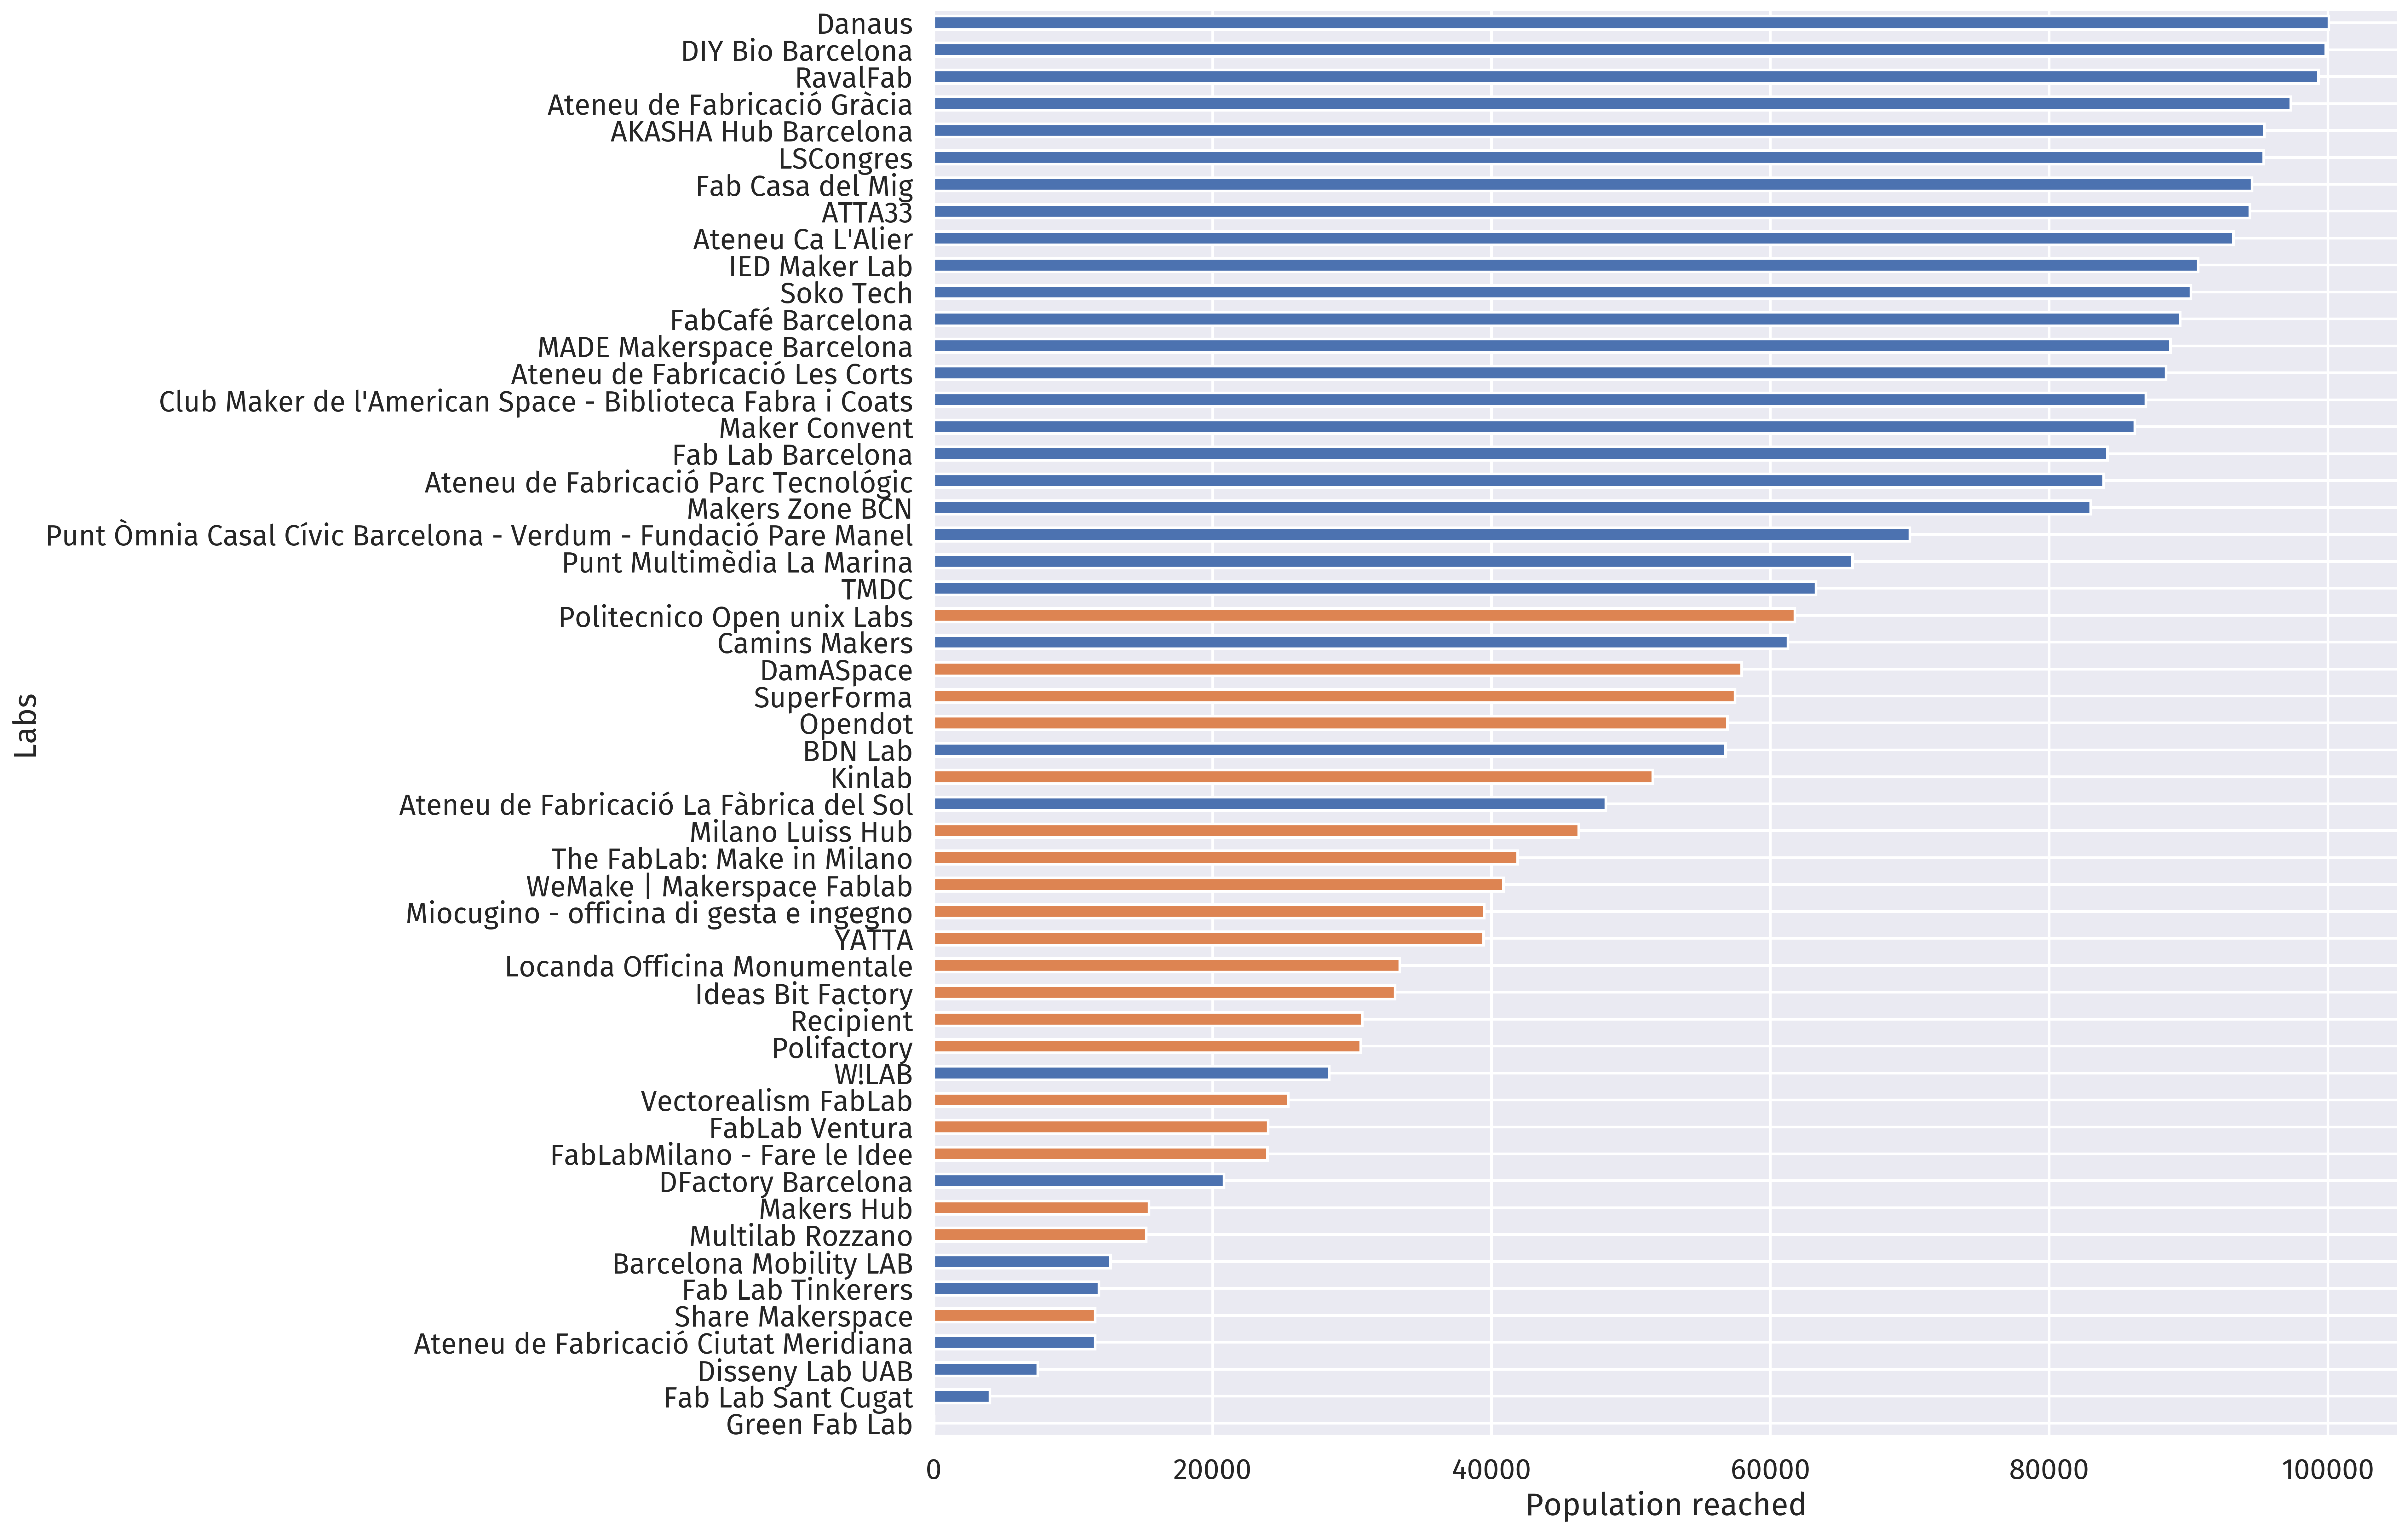 Danaus
DIY Bio Barcelona
RavalFab
Ateneu de Fabricació Gràcia
AKASHA Hub Barcelona
LSCongres
Fab Casa del Mig
ATTA33
Ateneu Ca L'Alier
IED Maker Lab
Soko Tech
FabCafé Barcelona
MADE Makerspace Barcelona
Ateneu de Fabricació Les Corts
Club Maker de l'American Space - Biblioteca Fabra i Coats
Maker Convent
Fab Lab Barcelona
Ateneu de Fabricació Parc Tecnológic
Makers Zone BCN
Punt Òmnia Casal Cívic Barcelona - Verdum - Fundació Pare Manel
Punt Multimèdia La Marina
TMDC
Politecnico Open unix Labs
Camins Makers
DamASpace
SuperForma
Opendot
BDN Lab
Kinlab
Ateneu de Fabricació La Fàbrica del Sol
Milano Luiss Hub
The FabLab: Make in Milano
WeMake | Makerspace Fablab
Miocugino - officina di gesta e ingegno
YATTA
Locanda Officina Monumentale
Ideas Bit Factory
Recipient
Polifactory
W!LAB
Vectorealism FabLab
FabLab Ventura
FabLabMilano - Fare le Idee
DFactory Barcelona
Makers Hub
Multilab Rozzano
Barcelona Mobility LAB
Fab Lab Tinkerers
Share Makerspace
Ateneu de Fabricació Ciutat Meridiana
Disseny Lab UAB
Fab Lab Sant Cugat
Green Fab Lab
Labs
0 20000 40000 60000 80000 100000
Population reached